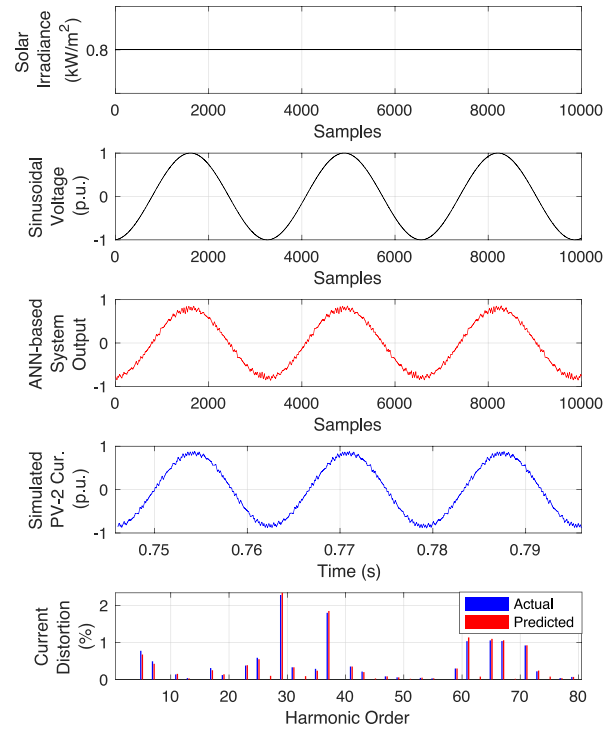 Solar
Irradiance
(kW/m²)
0.8
0 2000 4000 6000 8000 10000
Samples
Sinusoidal
Voltage
(p.u.)
1
0
-1
0 2000 4000 6000 8000 10000
Samples
ANN-based
System
Output
1
0
-1
0 2000 4000 6000 8000 10000
Samples
Simulated
PV-2 Cur.
(p.u.)
1
0
-1
0.75 0.76 0.77 0.78 0.79
Time (s)
Current
Distortion
(%)
2
1
0
Actual
Predicted
10 20 30 40 50 60 70 80
Harmonic Order